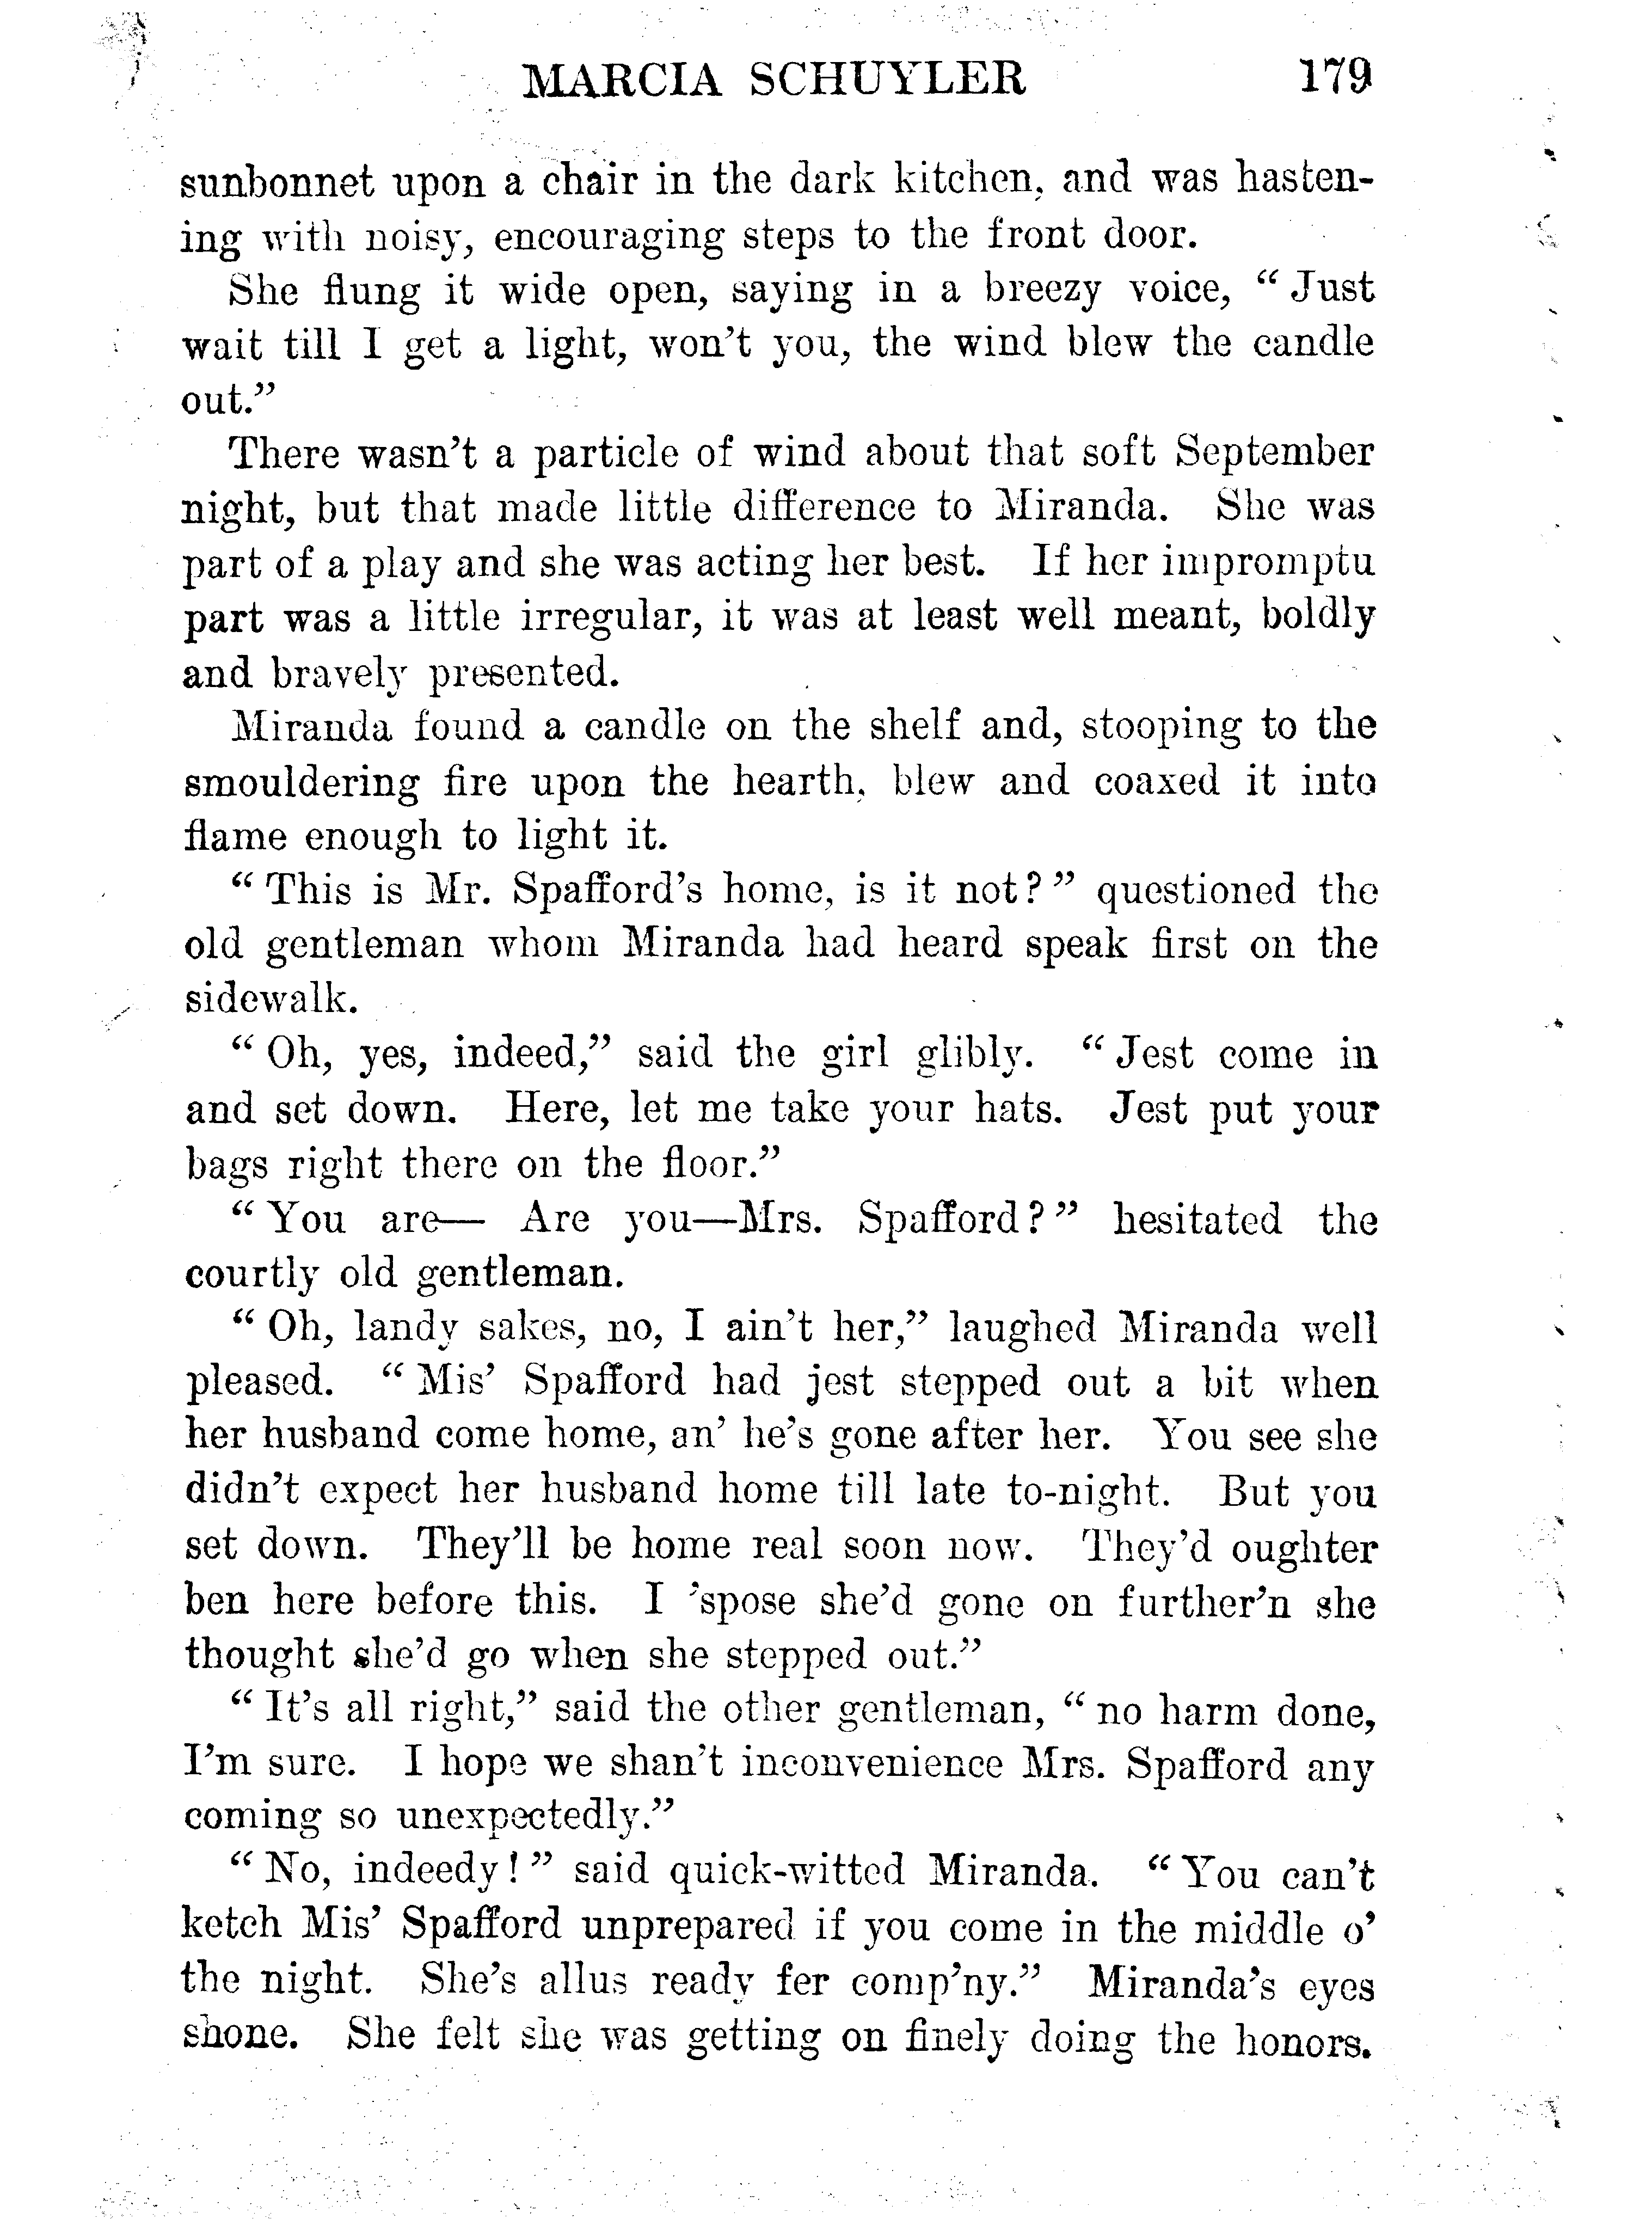 MARCIA SCHUYLER 179
sunbonnet upon a chair in the dark kitchen, and was hasten-
ing with noisy, encouraging steps to the front door.
She flung it wide open, saying in a breezy voice, “ Just
wait till I get a light, won’t you, the wind blew the candle
out.”
There wasn’t a particle of wind about that soft September
night, but that made little difference to Miranda. She was
part of a play and she was acting her best. If her impromptu
part was a little irregular, it was at least well meant, boldly
and bravely presented.
Miranda found a candle on the shelf and, stooping to the
smouldering fire upon the hearth, blew and coaxed it into
flame enough to light it.
“ This is Mr. Spafford’s home, is it not? ” questioned the
old gentleman whom Miranda had heard speak first on the
sidewalk.
“ Oh, yes, indeed,” said the girl glibly. “ Jest come in
and set down. Here, let me take your hats. Jest put your
bags right there on the floor.”
“ You are— Are you—Mrs. Spafford? ” hesitated the
courtly old gentleman.
“ Oh, landy sakes, no, I ain’t her,” laughed Miranda well
pleased. “ Mis’ Spafford had jest stepped out a bit when
her husband come home, an’ he’s gone after her. You see she
didn’t expect her husband home till late to-night. But you
set down. They’ll be home real soon now. They’d oughter
ben here before this. I ’spose she’d gone on further’n she
thought she’d go when she stepped out.”
“ It’s all right,” said the other gentleman, “ no harm done,
I’m sure. I hope we shan’t inconvenience Mrs. Spafford any
coming so unexpectedly.”
“ No, indeedy! ” said quick-witted Miranda. “ You can’t
ketch Mis’ Spafford unprepared if you come in the middle o’
the night. She’s allus ready fer comp’ny.” Miranda’s eyes
shone. She felt she was getting on finely doing the honors.